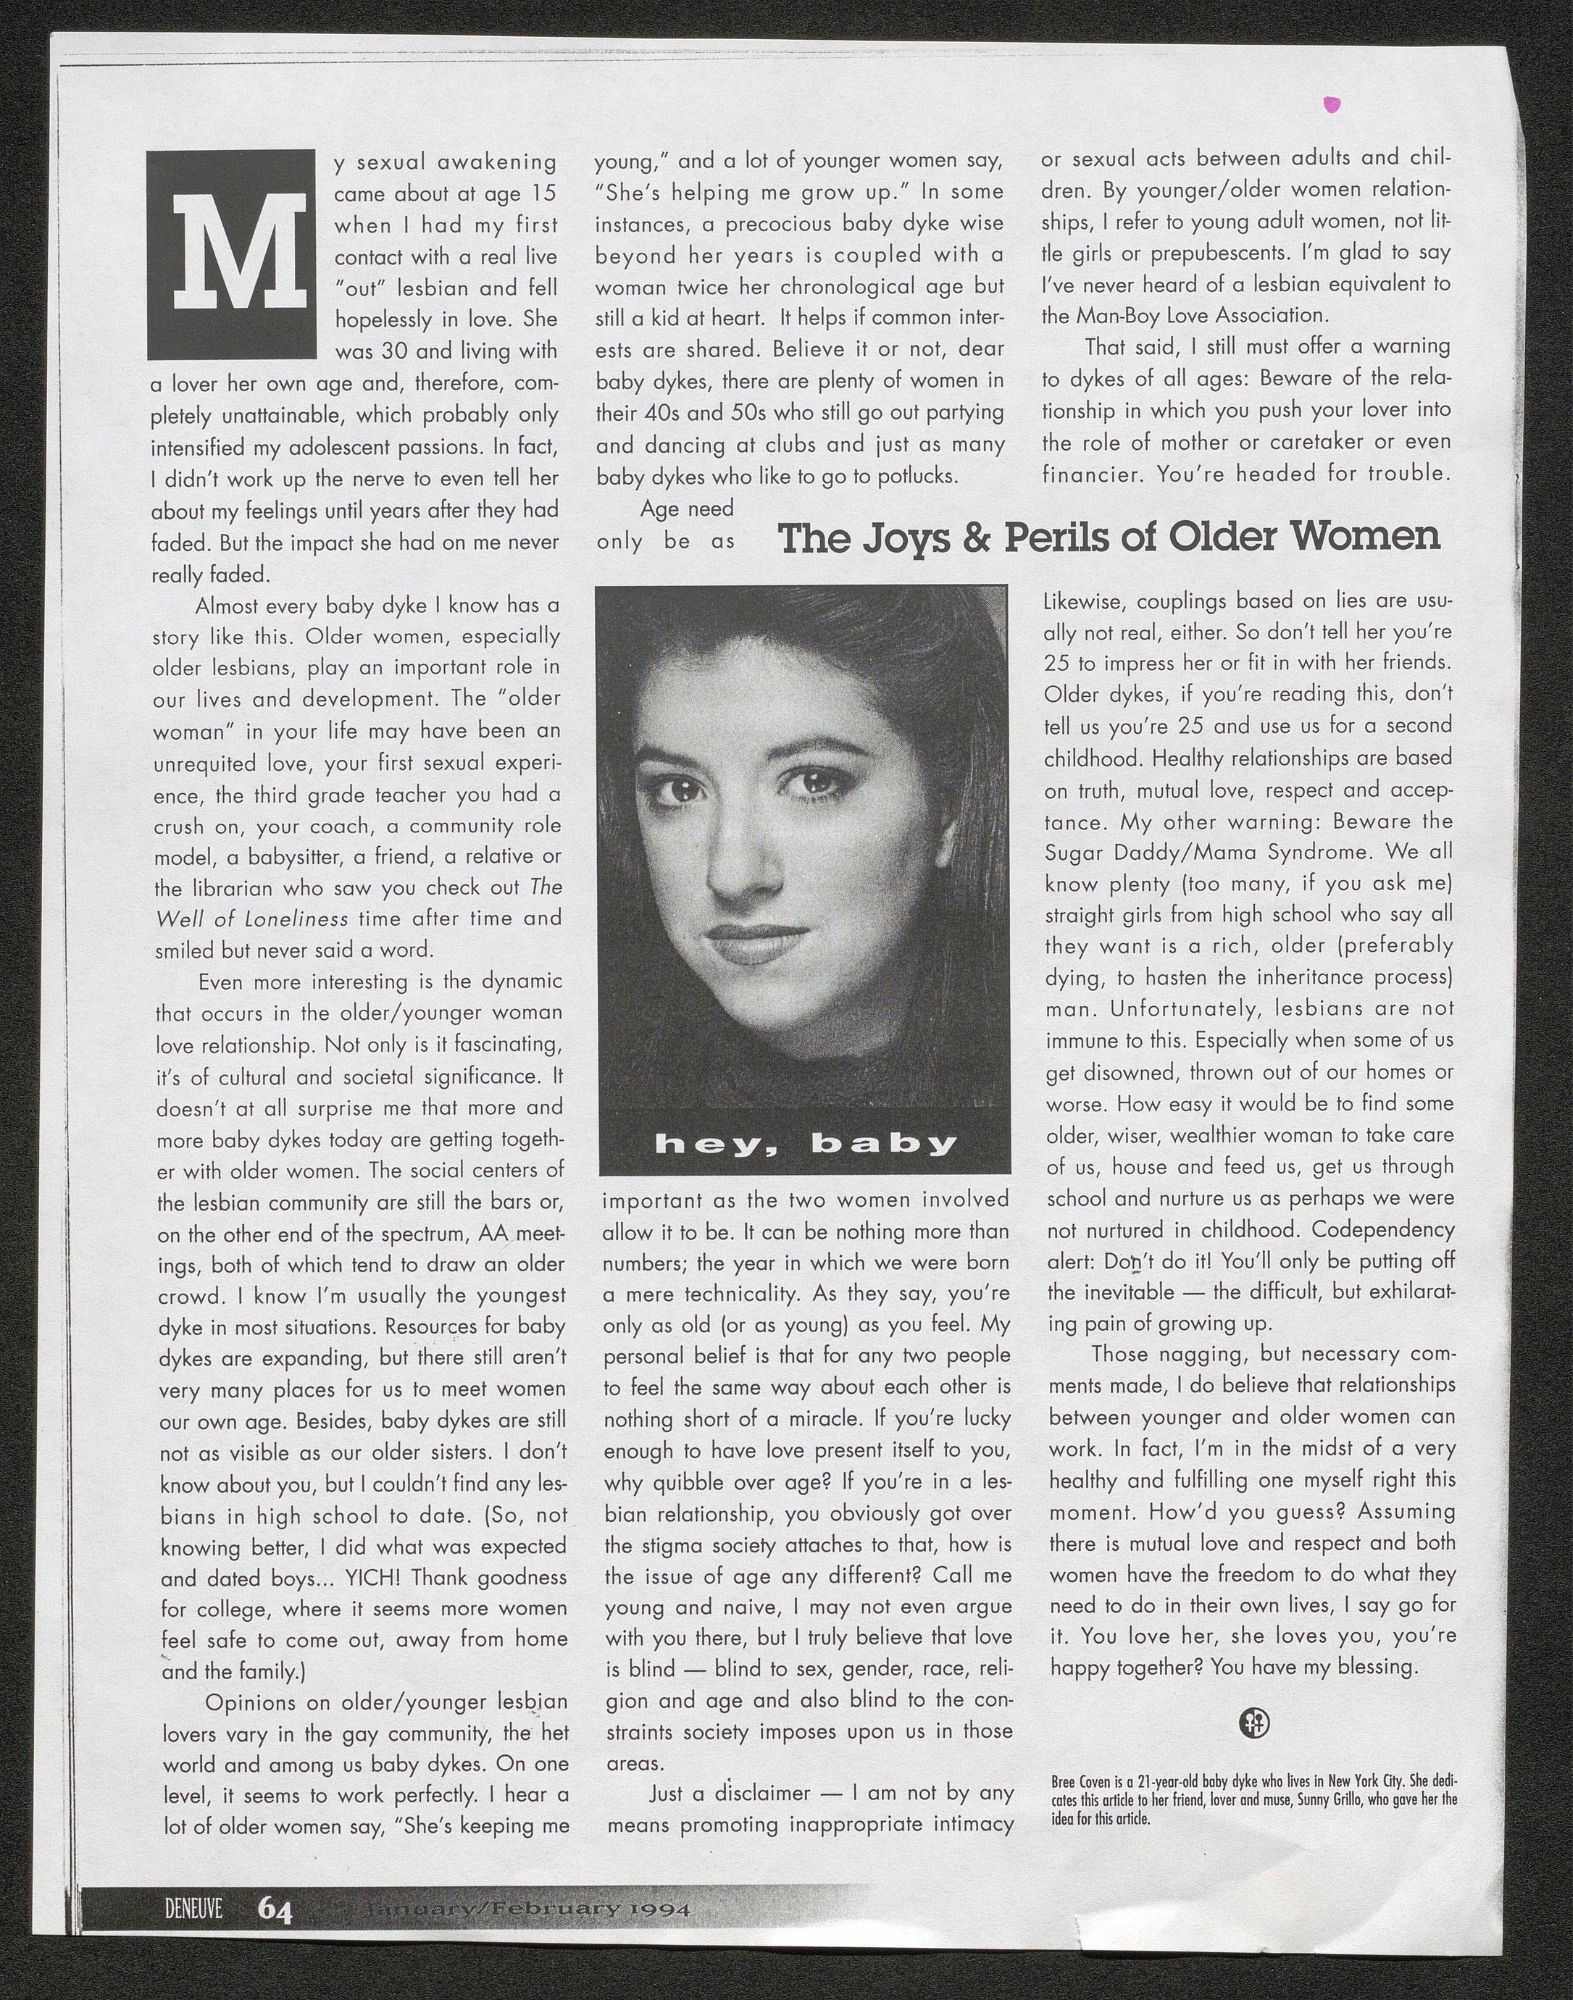 My sexual awakening
came about at age 15
when I had my first
contact with a real live
"out" lesbian and fell
hopelessly in love. She
was 30 and living with
a lover her own age and, therefore, com-
pletely unattainable, which probably only
intensified my adolescent passions. In fact,
I didn't work up the nerve to even tell her
about my feelings until years after they had
faded. But the impact she had on me never
really faded.
Almost every baby dyke I know has a
story like this. Older women, especially
older lesbians, play an important role in
our lives and development. The "older
woman" in your life may have been an
unrequited love, your first sexual experi-
ence, the third grade teacher you had a
crush on, your coach, a community role
model, a babysitter, a friend, a relative or
the librarian who saw you check out The
Well of Loneliness time after time and
smiled but never said a word.
Even more interesting is the dynamic
that occurs in the older/younger woman
love relationship. Not only is it fascinating,
it's of cultural and societal significance. It
doesn't at all surprise me that more and
more baby dykes today are getting togeth-
er with older women. The social centers of
the lesbian community are still the bars or,
on the other end of the spectrum, AA meet-
ings, both of which tend to draw an older
crowd. I know I'm usually the youngest
dyke in most situations. Resources for baby
dykes are expanding, but there still aren't
very many places for us to meet women
our own age. Besides, baby dykes are still
not as visible as our older sisters. I don't
know about you, but I couldn't find any les-
bians in high school to date. (So, not
knowing better, I did what was expected
and dated boys... YICH! Thank goodness
for college, where it seems more women
feel safe to come out, away from home
and the family.)
Opinions on older/younger lesbian
lovers vary in the gay community, the het
world and among us baby dykes. On one
level, it seems to work perfectly. I hear a
lot of older women say, "She's keeping me
young," and a lot of younger women say,
"She's helping me grow up." In some
instances, a precocious baby dyke wise
beyond her years is coupled with a
woman twice her chronological age but
still a kid at heart. It helps if common inter-
ests are shared. Believe it or not, dear
baby dykes, there are plenty of women in
their 40s and 50s who still go out partying
and dancing at clubs and just as many
baby dykes who like to go to potlucks.
Age need
only be as
The Joys & Perils of Older Women
hey, baby
important as the two women involved
allow it to be. It can be nothing more than
numbers; the year in which we were born
a mere technicality. As they say, you're
only as old (or as young) as you feel. My
personal belief is that for any two people
to feel the same way about each other is
nothing short of a miracle. If you're lucky
enough to have love present itself to you,
why quibble over age? If you're in a les-
bian relationship, you obviously got over
the stigma society attaches to that, how is
the issue of age any different? Call me
young and naive, I may not even argue
with you there, but I truly believe that love
is blind — blind to sex, gender, race, reli-
gion and age and also blind to the con-
straints society imposes upon us in those
areas.
Just a disclaimer — I am not by any
means promoting inappropriate intimacy
or sexual acts between adults and chil-
dren. By younger/older women relation-
ships, I refer to young adult women, not lit-
tle girls or prepubescents. I'm glad to say
I've never heard of a lesbian equivalent to
the Man-Boy Love Association.
That said, I still must offer a warning
to dykes of all ages: Beware of the rela-
tionship in which you push your lover into
the role of mother or caretaker or even
financier. You're headed for trouble.
Likewise, couplings based on lies are usu-
ally not real, either. So don't tell her you're
25 to impress her or fit in with her friends.
Older dykes, if you're reading this, don't
tell us you're 25 and use us for a second
childhood. Healthy relationships are based
on truth, mutual love, respect and accep-
tance. My other warning: Beware the
Sugar Daddy/Mama Syndrome. We all
know plenty (too many, if you ask me)
straight girls from high school who say all
they want is a rich, older (preferably
dying, to hasten the inheritance process)
man. Unfortunately, lesbians are not
immune to this. Especially when some of us
get disowned, thrown out of our homes or
worse. How easy it would be to find some
older, wiser, wealthier woman to take care
of us, house and feed us, get us through
school and nurture us as perhaps we were
not nurtured in childhood. Codependency
alert: Don't do it! You'll only be putting off
the inevitable — the difficult, but exhilarat-
ing pain of growing up.
Those nagging, but necessary com-
ments made, I do believe that relationships
between younger and older women can
work. In fact, I'm in the midst of a very
healthy and fulfilling one myself right this
moment. How'd you guess? Assuming
there is mutual love and respect and both
women have the freedom to do what they
need to do in their own lives, I say go for
it. You love her, she loves you, you're
happy together? You have my blessing.
Bree Coven is a 21-year-old baby dyke who lives in New York City. She dedi-
cates this article to her friend, lover and muse, Sunny Grillo, who gave her the
idea for this article.
DENEUVE 64 January/February 1994